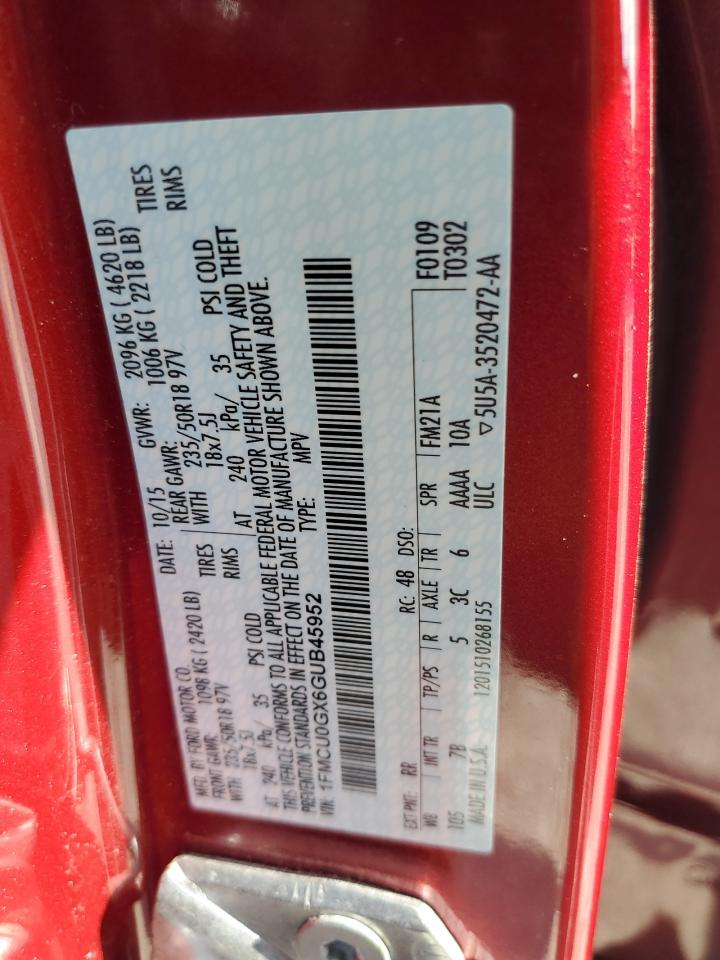 MFD. BY FORD MOTOR CO. DATE: 10/15 GVWR: 2096 KG ( 4620 LB)
FRONT GAWR: 1098 KG ( 2420 LB) REAR GAWR: 1006 KG ( 2218 LB)
WITH 235/50R18 97V TIRES WITH 235/50R18 97V TIRES
18x7.5J RIMS 18x7.5J RIMS
AT 240 kPa/ 35 PSI COLD AT 240 kPa/ 35 PSI COLD
THIS VEHICLE CONFORMS TO ALL APPLICABLE FEDERAL MOTOR VEHICLE SAFETY AND THEFT
PREVENTION STANDARDS IN EFFECT ON THE DATE OF MANUFACTURE SHOWN ABOVE.
VIN: 1FMCU0GX6GUB45952 TYPE: MPV
EXT PNT: RR RC: 48 DSO: F0109
WB INT TR TP/PS R AXLE TR SPR FM21A T0302
105 7B 5 3C 6 AAAA 10A
MADE IN U.S.A. 1201510268155 ULC ▽5U5A-3520472-AA